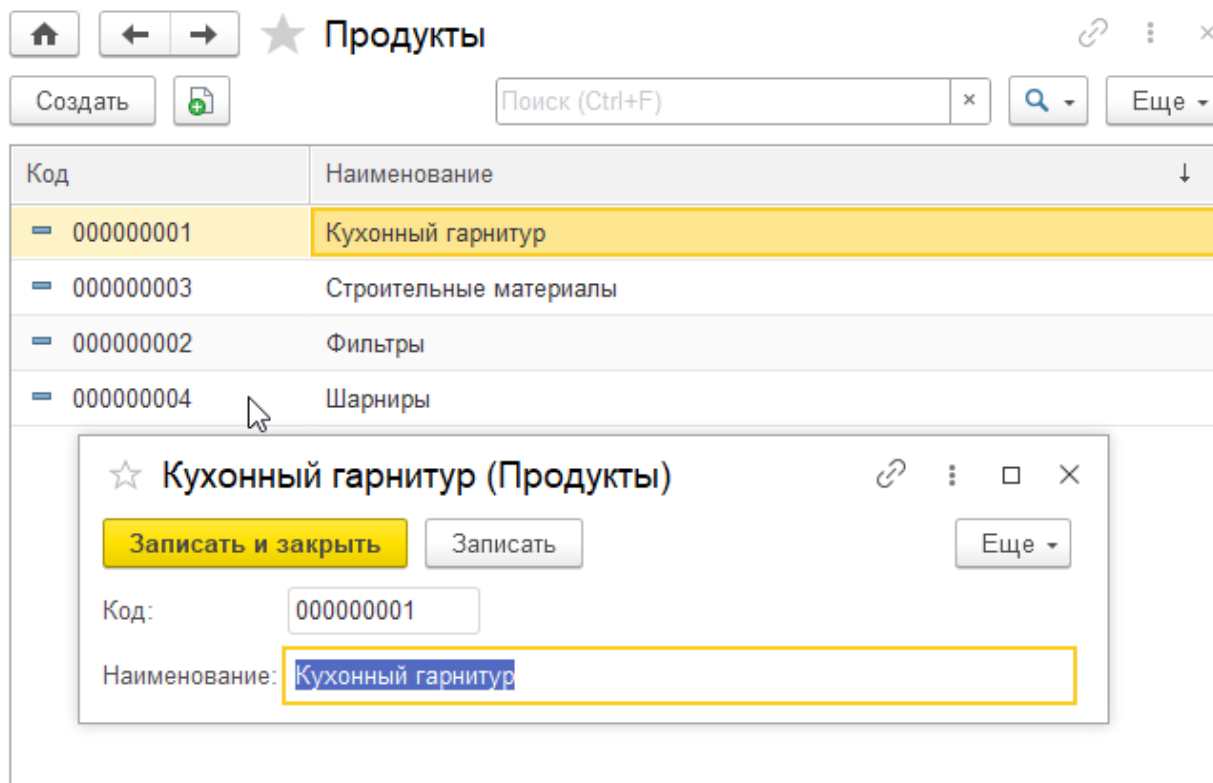 Продукты
Создать Поиск (Ctrl+F) × Еще
Код Наименование ↓
000000001 Кухонный гарнитур
000000003 Строительные материалы
000000002 Фильтры
000000004 Шарниры
Кухонный гарнитур (Продукты)
Записать и закрыть Записать Еще
Код: 000000001
Наименование: Кухонный гарнитур